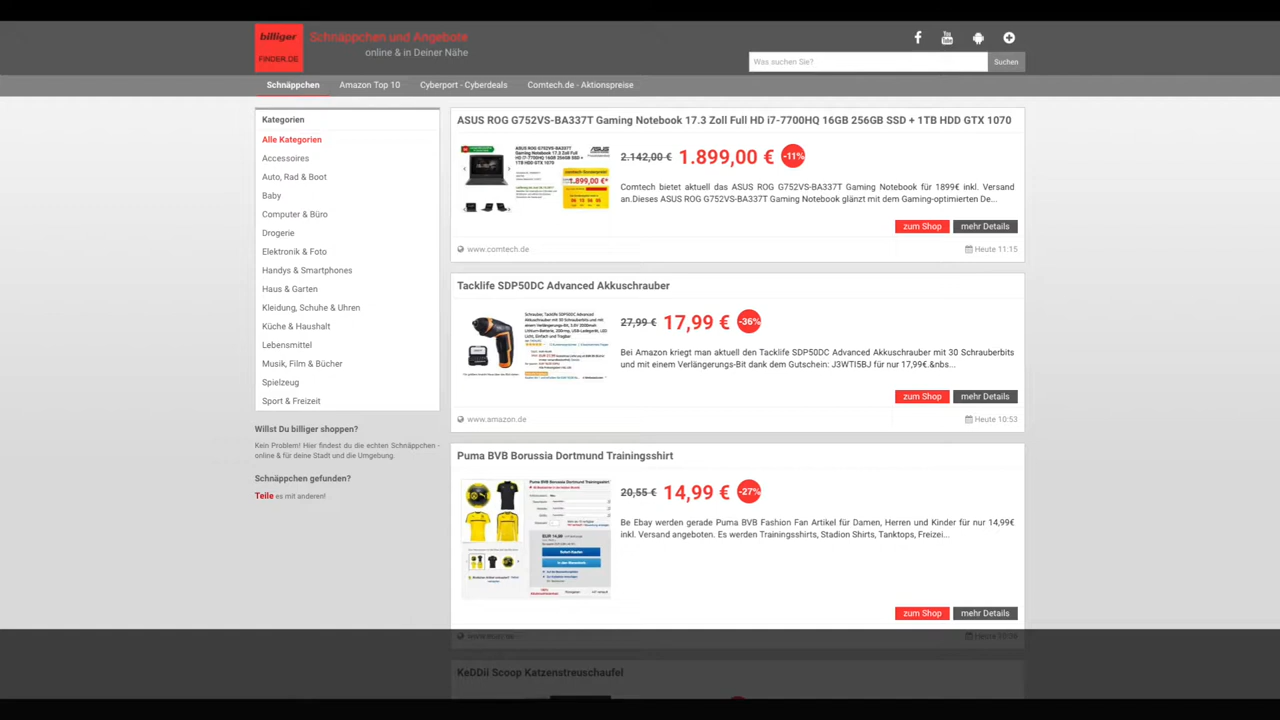 billiger
FINDER.DE
Schnäppchen und Angebote
online & in Deiner Nähe
Was suchen Sie?
Suchen
Schnäppchen
Amazon Top 10
Cyberport - Cyberdeals
Comtech.de - Aktionspreise
Kategorien
Alle Kategorien
Accessoires
Auto, Rad & Boot
Baby
Computer & Büro
Drogerie
Elektronik & Foto
Handys & Smartphones
Haus & Garten
Kleidung, Schuhe & Uhren
Küche & Haushalt
Lebensmittel
Musik, Film & Bücher
Spielzeug
Sport & Freizeit
Willst Du billiger shoppen?
Kein Problem! Hier findest du die echten Schnäppchen -
online & für deine Stadt und die Umgebung.
Schnäppchen gefunden?
Teile es mit anderen!
ASUS ROG G752VS-BA337T Gaming Notebook 17.3 Zoll Full HD i7-7700HQ 16GB 256GB SSD + 1TB HDD GTX 1070
2.142,00 € 1.899,00 € -11%
Comtech bietet aktuell das ASUS ROG G752VS-BA337T Gaming Notebook für 1899€ inkl. Versand
an.Dieses ASUS ROG G752VS-BA337T Gaming Notebook glänzt mit dem Gaming-optimierten De...
zum Shop
mehr Details
www.comtech.de
Heute 11:15
Tacklife SDP50DC Advanced Akkuschrauber
27,99 € 17,99 € -36%
Bei Amazon kriegt man aktuell den Tacklife SDP50DC Advanced Akkuschrauber mit 30 Schrauberbits
und mit einem Verlängerungs-Bit dank dem Gutschein: J3WTI5BJ für nur 17,99€.&nbs...
zum Shop
mehr Details
www.amazon.de
Heute 10:53
Puma BVB Borussia Dortmund Trainingsshirt
20,55 € 14,99 € -27%
Be Ebay werden gerade Puma BVB Fashion Fan Artikel für Damen, Herren und Kinder für nur 14,99€
inkl. Versand angeboten. Es werden Trainingsshirts, Stadion Shirts, Tanktops, Freizei...
zum Shop
mehr Details
KeDDii Scoop Katzenstreuschaufel